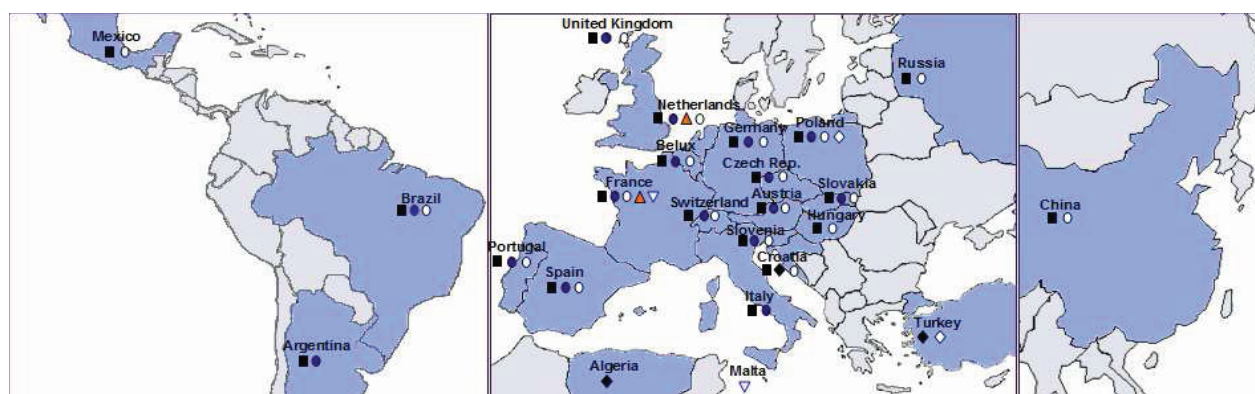 Mexico
Brazil
Argentina
United Kingdom
Netherlands
Belux
France
Germany
Poland
Czech Rep.
Switzerland
Austria
Slovakia
Hungary
Slovenia
Croatia
Portugal
Spain
Italy
Algeria
Malta
Turkey
Russia
China